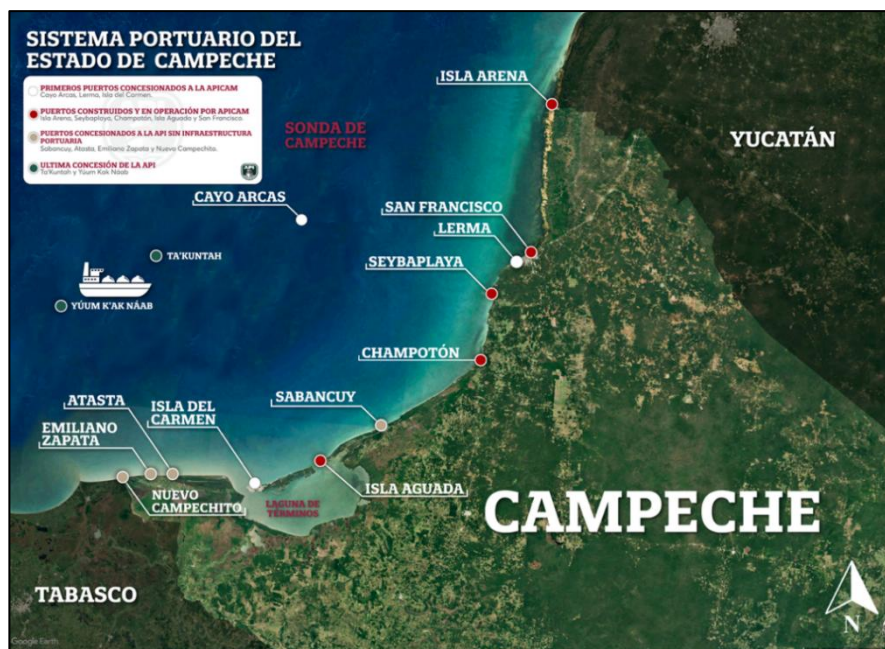 SISTEMA PORTUARIO DEL
ESTADO DE CAMPECHE
PRIMEROS PUERTOS CONCESIONADOS A LA APICAM
Cayo Arcas, Lerma, Isla del Carmen.
PUERTOS CONSTRUIDOS Y EN OPERACIÓN POR APICAM
Isla Arena, Seybaplaya, Champotón, Isla Aguada y San Francisco.
PUERTOS CONCESIONADOS A LA API SIN INFRAESTRUCTURA
PORTUARIA
Sabancuy, Atasta, Emiliano Zapata y Nuevo Campechito.
ULTIMA CONCESIÓN DE LA API
Ta'Kuntah y Yúum Kak Náab
ISLA ARENA
SONDA DE
CAMPECHE
YUCATÁN
CAYO ARCAS
SAN FRANCISCO
LERMA
TA'KUNTAH
SEYBAPLAYA
YÚUM K'AK NÁAB
CHAMPOTÓN
ATASTA
ISLA DEL
CARMEN
SABANCUY
EMILIANO
ZAPATA
NUEVO
CAMPECHITO
LAGUNA DE
TÉRMINOS
ISLA AGUADA
CAMPECHE
TABASCO
N
Google Earth